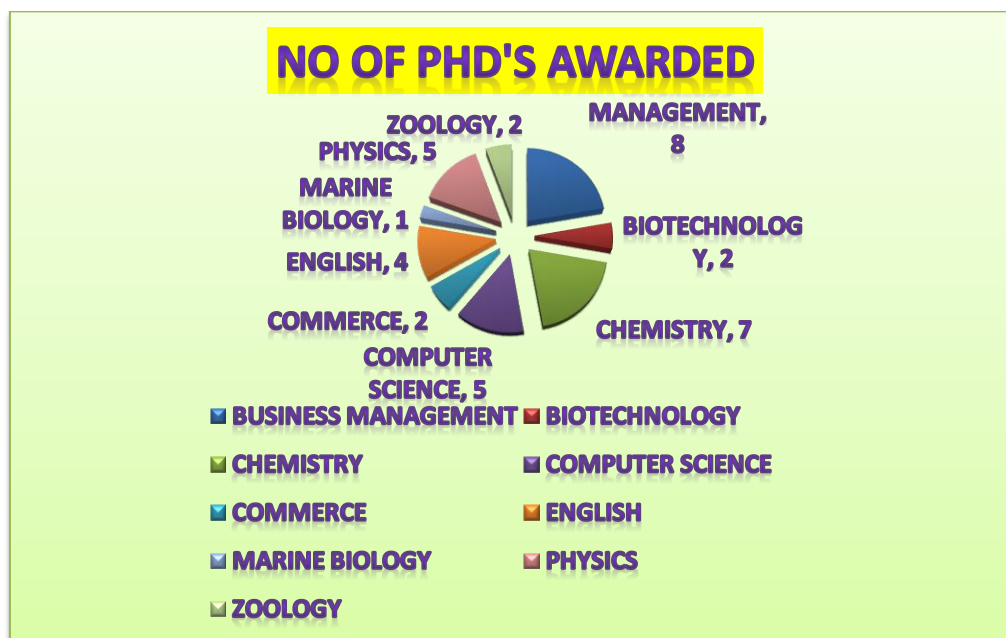 NO OF PHD'S AWARDED
ZOOLOGY, 2
MANAGEMENT,
8
PHYSICS, 5
MARINE
BIOLOGY, 1
BIOTECHNOLOG
Y, 2
ENGLISH, 4
COMMERCE, 2
CHEMISTRY, 7
COMPUTER
SCIENCE, 5
BUSINESS MANAGEMENT
BIOTECHNOLOGY
CHEMISTRY
COMPUTER SCIENCE
COMMERCE
ENGLISH
MARINE BIOLOGY
PHYSICS
ZOOLOGY